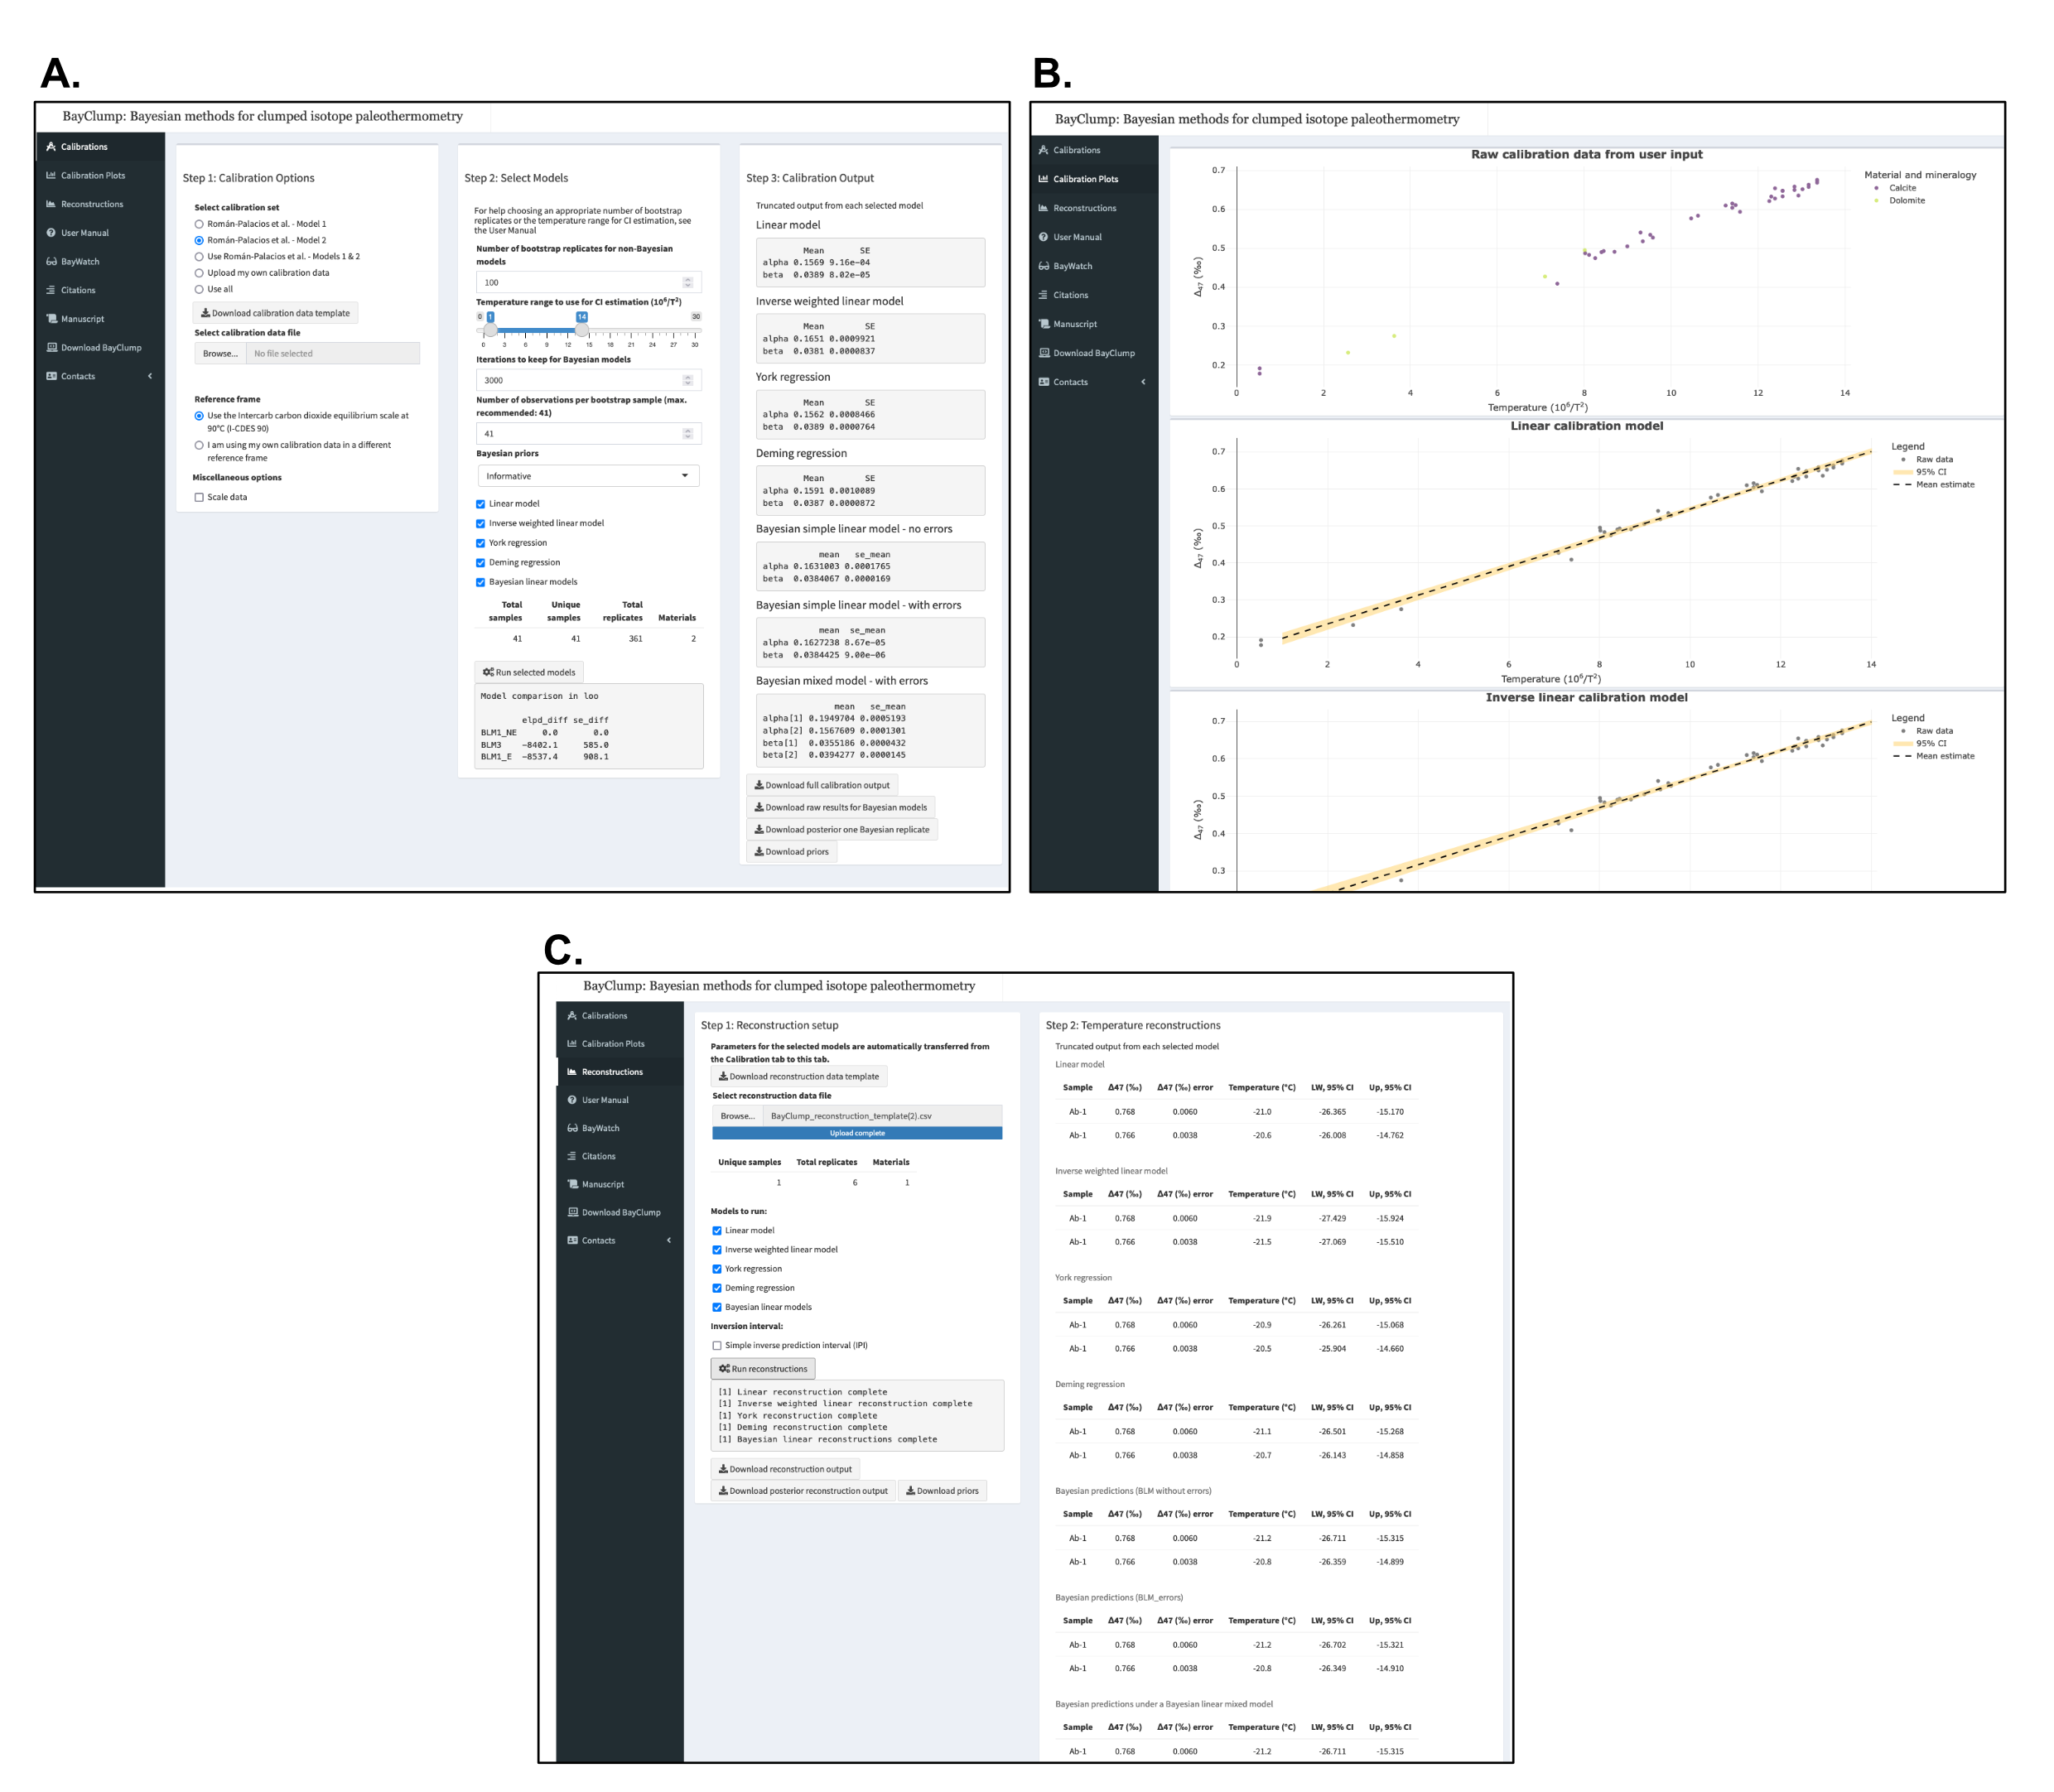 A.
BayClump: Bayesian methods for clumped isotope paleothermometry
Calibrations
Calibration Plots
Reconstructions
User Manual
BayWatch
Citations
Manuscript
Download BayClump
Contacts
Step 1: Calibration Options
Select calibration set
Román-Palacios et al. - Model 1
Román-Palacios et al. - Model 2
Use Román-Palacios et al. - Models 1 & 2
Upload my own calibration data
Use all
Download calibration data template
Select calibration data file
Browse... No file selected
Reference frame
Use the Intercarb carbon dioxide equilibrium scale at
90°C (I-CDES 90)
I am using my own calibration data in a different
reference frame
Miscellaneous options
Scale data
Step 2: Select Models
For help choosing an appropriate number of bootstrap
replicates or the temperature range for CI estimation, see
the User Manual
Number of bootstrap replicates for non-Bayesian
models
100
Temperature range to use for CI estimation (10⁶/T²)
0 1 14 30
0 3 6 9 12 15 18 21 24 27 30
Iterations to keep for Bayesian models
3000
Number of observations per bootstrap sample (max.
recommended: 41)
41
Bayesian priors
Informative
Linear model
Inverse weighted linear model
York regression
Deming regression
Bayesian linear models
Total Unique Total
samples samples replicates Materials
41 41 361 2
Run selected models
Model comparison in loo
elpd_diff se_diff
BLM1_NE 0.0 0.0
BLM3 -8402.1 585.0
BLM1_E -8537.4 908.1
Step 3: Calibration Output
Truncated output from each selected model
Linear model
Mean SE
alpha 0.1569 9.16e-04
beta 0.0389 8.02e-05
Inverse weighted linear model
Mean SE
alpha 0.1651 0.0009921
beta 0.0381 0.0000837
York regression
Mean SE
alpha 0.1562 0.0008466
beta 0.0389 0.0000764
Deming regression
Mean SE
alpha 0.1591 0.0010089
beta 0.0387 0.0000872
Bayesian simple linear model - no errors
mean se_mean
alpha 0.1631003 0.0001765
beta 0.0384067 0.0000169
Bayesian simple linear model - with errors
mean se_mean
alpha 0.1627238 8.67e-05
beta 0.0384425 9.00e-06
Bayesian mixed model - with errors
mean se_mean
alpha[1] 0.1949704 0.0005193
alpha[2] 0.1567609 0.0001301
beta[1] 0.0355186 0.0000432
beta[2] 0.0394277 0.0000145
Download full calibration output
Download raw results for Bayesian models
Download posterior one Bayesian replicate
Download priors
B.
BayClump: Bayesian methods for clumped isotope paleothermometry
Calibrations
Calibration Plots
Reconstructions
User Manual
BayWatch
Citations
Manuscript
Download BayClump
Contacts
Raw calibration data from user input
0.7
0.6
0.5
0.4
0.3
0.2
Δ₄₇ (‰)
0 2 4 6 8 10 12 14
Temperature (10⁶/T²)
Material and mineralogy
Calcite
Dolomite
Linear calibration model
0.7
0.6
0.5
0.4
0.3
0.2
Δ₄₇ (‰)
0 2 4 6 8 10 12 14
Temperature (10⁶/T²)
Legend
Raw data
95% CI
Mean estimate
Inverse linear calibration model
0.7
0.6
0.5
0.4
0.3
Δ₄₇ (‰)
Legend
Raw data
95% CI
Mean estimate
C.
BayClump: Bayesian methods for clumped isotope paleothermometry
Calibrations
Calibration Plots
Reconstructions
User Manual
BayWatch
Citations
Manuscript
Download BayClump
Contacts
Step 1: Reconstruction setup
Parameters for the selected models are automatically transferred from
the Calibration tab to this tab.
Download reconstruction data template
Select reconstruction data file
Browse... BayClump_reconstruction_template(2).csv
Upload complete
Unique samples Total replicates Materials
1 6 1
Models to run:
Linear model
Inverse weighted linear model
York regression
Deming regression
Bayesian linear models
Inversion interval:
Simple inverse prediction interval (IPI)
Run reconstructions
[1] Linear reconstruction complete
[1] Inverse weighted linear reconstruction complete
[1] York reconstruction complete
[1] Deming reconstruction complete
[1] Bayesian linear reconstructions complete
Download reconstruction output
Download posterior reconstruction output Download priors
Step 2: Temperature reconstructions
Truncated output from each selected model
Linear model
Sample Δ47 (‰) Δ47 (‰) error Temperature (°C) LW, 95% CI Up, 95% CI
Ab-1 0.768 0.0060 -21.0 -26.365 -15.170
Ab-1 0.766 0.0038 -20.6 -26.008 -14.762
Inverse weighted linear model
Sample Δ47 (‰) Δ47 (‰) error Temperature (°C) LW, 95% CI Up, 95% CI
Ab-1 0.768 0.0060 -21.9 -27.429 -15.924
Ab-1 0.766 0.0038 -21.5 -27.069 -15.510
York regression
Sample Δ47 (‰) Δ47 (‰) error Temperature (°C) LW, 95% CI Up, 95% CI
Ab-1 0.768 0.0060 -20.9 -26.261 -15.068
Ab-1 0.766 0.0038 -20.5 -25.904 -14.660
Deming regression
Sample Δ47 (‰) Δ47 (‰) error Temperature (°C) LW, 95% CI Up, 95% CI
Ab-1 0.768 0.0060 -21.1 -26.501 -15.268
Ab-1 0.766 0.0038 -20.7 -26.143 -14.858
Bayesian predictions (BLM without errors)
Sample Δ47 (‰) Δ47 (‰) error Temperature (°C) LW, 95% CI Up, 95% CI
Ab-1 0.768 0.0060 -21.2 -26.711 -15.315
Ab-1 0.766 0.0038 -20.8 -26.359 -14.899
Bayesian predictions (BLM_errors)
Sample Δ47 (‰) Δ47 (‰) error Temperature (°C) LW, 95% CI Up, 95% CI
Ab-1 0.768 0.0060 -21.2 -26.702 -15.321
Ab-1 0.766 0.0038 -20.8 -26.349 -14.910
Bayesian predictions under a Bayesian linear mixed model
Sample Δ47 (‰) Δ47 (‰) error Temperature (°C) LW, 95% CI Up, 95% CI
Ab-1 0.768 0.0060 -21.2 -26.711 -15.315